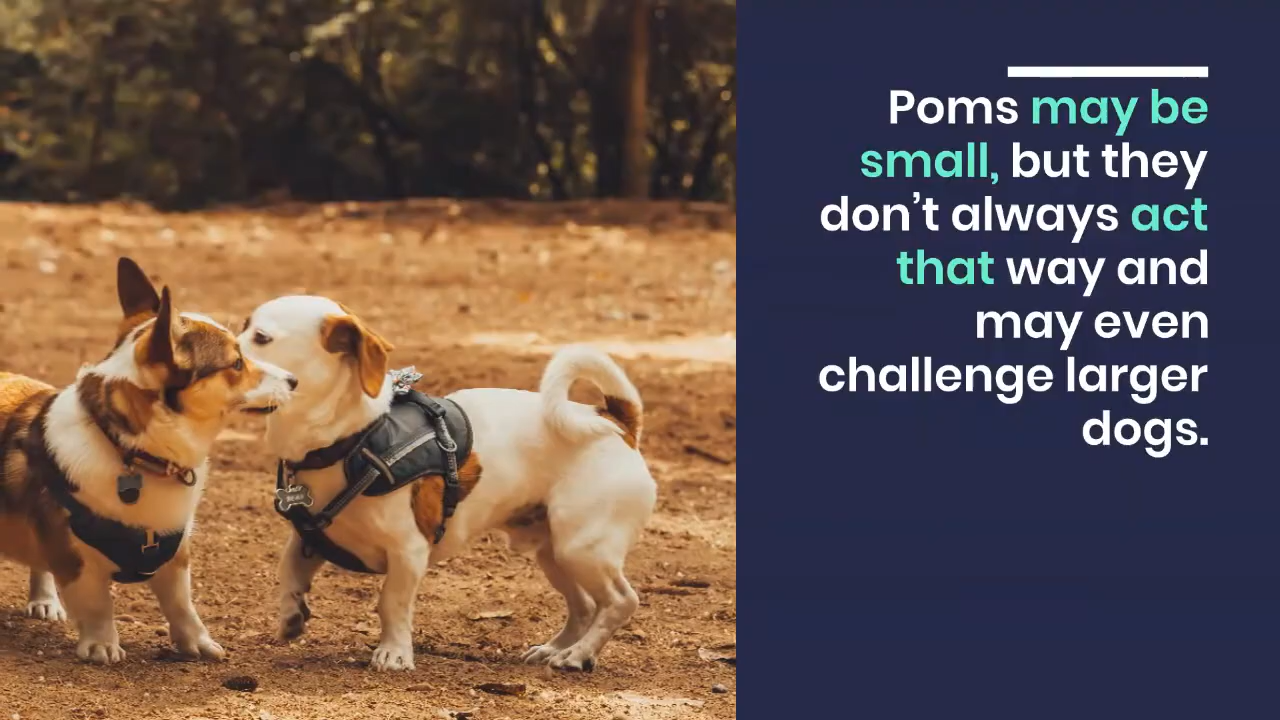 Poms may be
small, but they
don’t always act
that way and
may even
challenge larger
dogs.